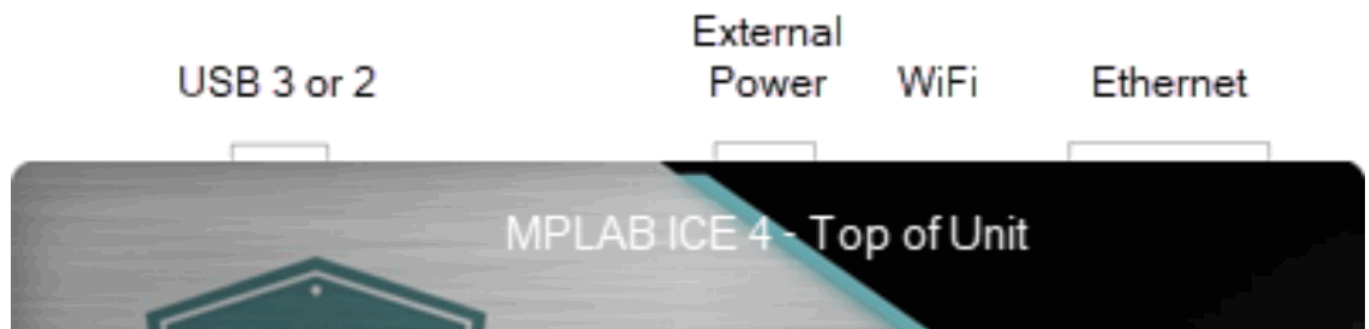 USB 3 or 2
External
Power
WiFi
Ethernet
MPLAB ICE 4 - Top of Unit